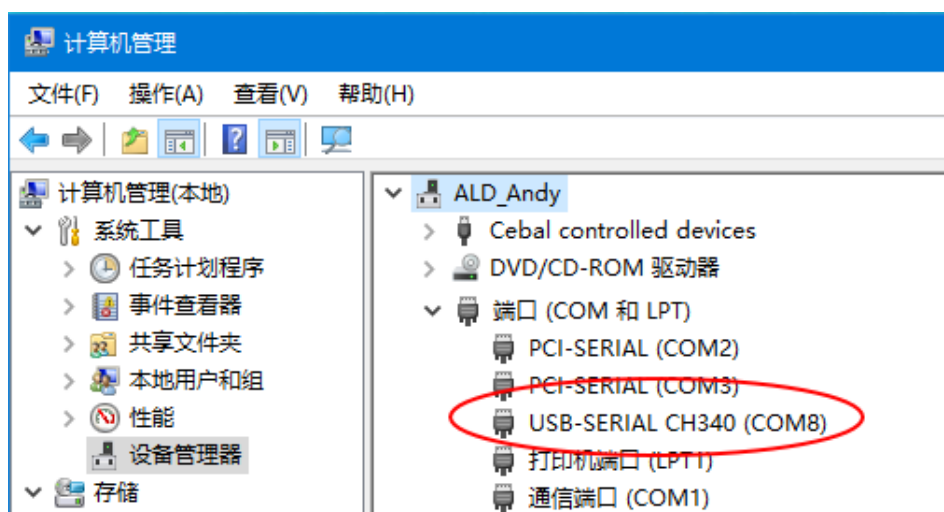 计算机管理
文件(F) 操作(A) 查看(V) 帮助(H)
计算机管理(本地)
系统工具
任务计划程序
事件查看器
共享文件夹
本地用户和组
性能
设备管理器
存储
ALD_Andy
Cebal controlled devices
DVD/CD-ROM 驱动器
端口 (COM 和 LPT)
PCI-SERIAL (COM2)
PCI-SERIAL (COM3)
USB-SERIAL CH340 (COM8)
打印机端口 (LPT1)
通信端口 (COM1)